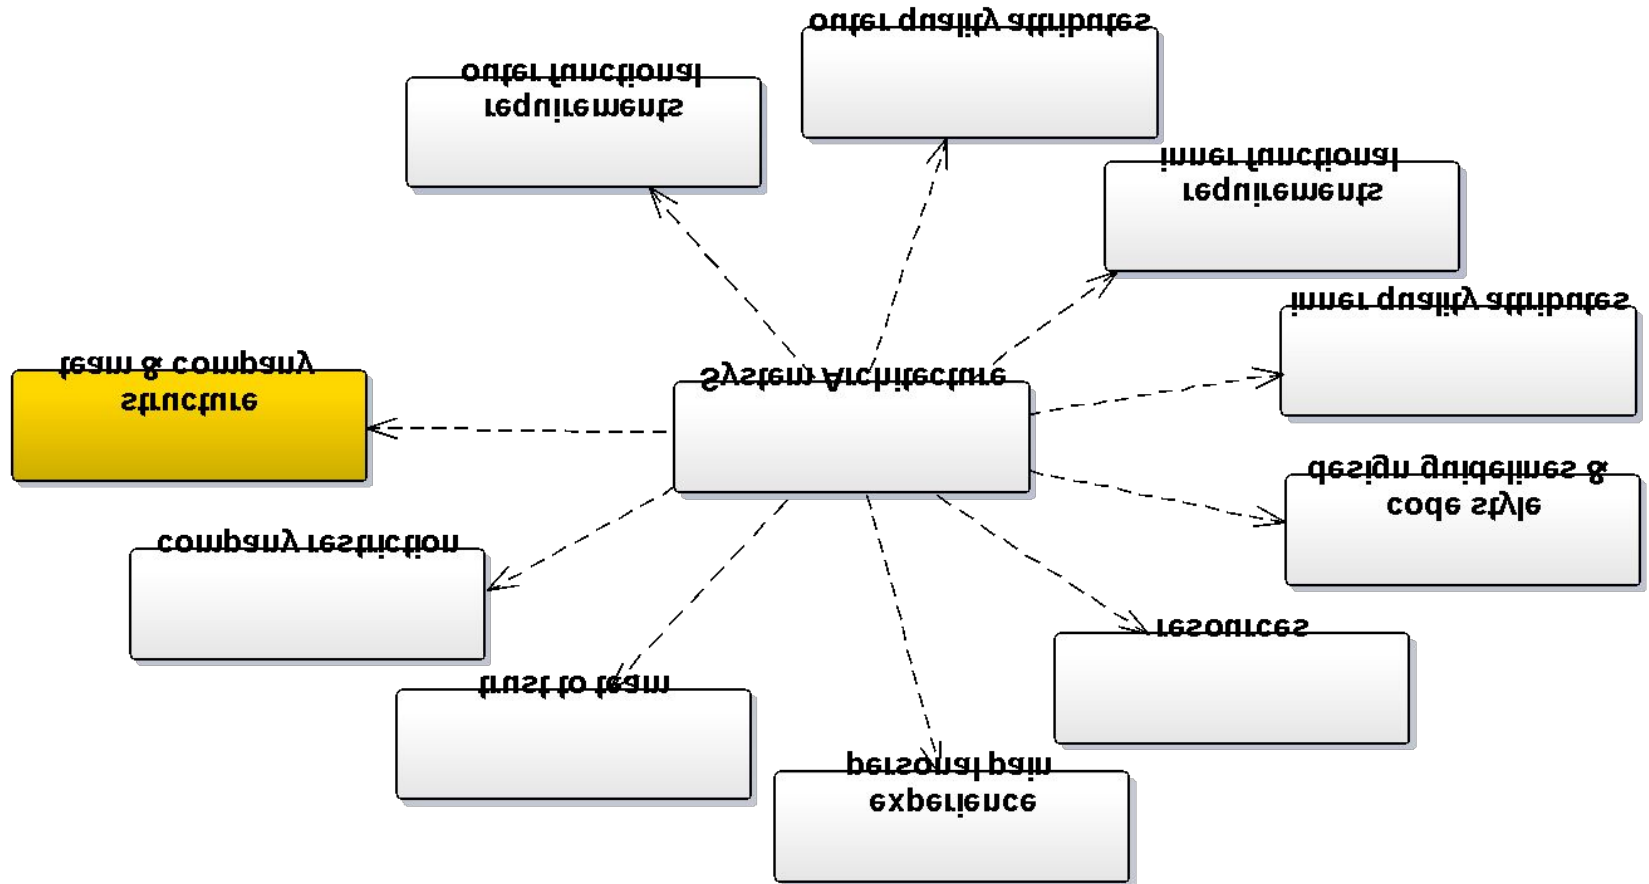 outer quality attributes
outer functional
requirements
inner functional
requirements
inner quality attributes
team & company
structure
System Architecture
design guidelines &
code style
company restriction
resources
trust to team
personal pain
experience